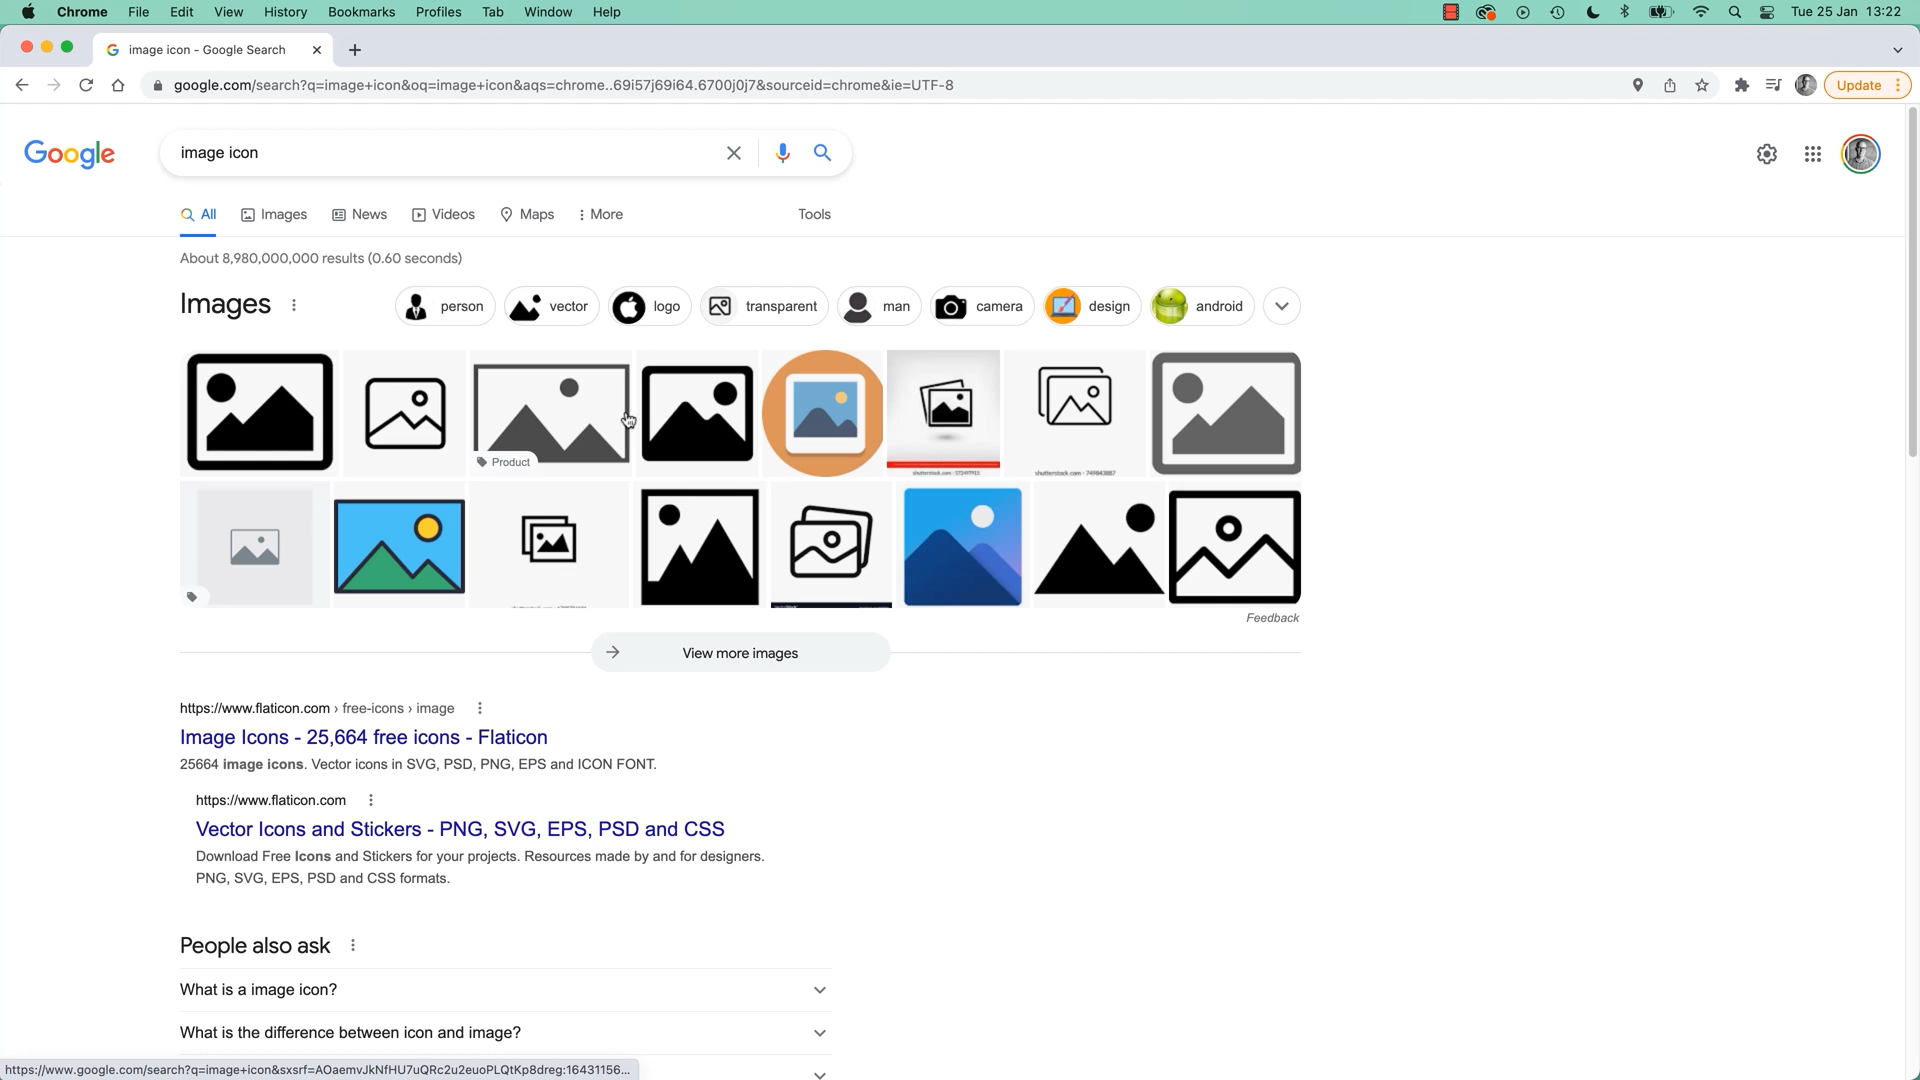 Chrome File Edit View History Bookmarks Profiles Tab Window Help Tue 25 Jan 13:22
image icon - Google Search
google.com/search?q=image+icon&oq=image+icon&aqs=chrome..69i57j69i64.6700j0j7&sourceid=chrome&ie=UTF-8 Update
Google image icon
All Images News Videos Maps More Tools
About 8,980,000,000 results (0.60 seconds)
Images person vector logo transparent man camera design android
Product
shutterstock.com · 749843887
Feedback
View more images
https://www.flaticon.com › free-icons › image
Image Icons - 25,664 free icons - Flaticon
25664 image icons. Vector icons in SVG, PSD, PNG, EPS and ICON FONT.
https://www.flaticon.com
Vector Icons and Stickers - PNG, SVG, EPS, PSD and CSS
Download Free Icons and Stickers for your projects. Resources made by and for designers.
PNG, SVG, EPS, PSD and CSS formats.
People also ask
What is a image icon?
What is the difference between icon and image?
https://www.google.com/search?q=image+icon&sxsrf=AOaemvJkNfHU7uQRc2u2euoPLQtKp8dreg:16431156...